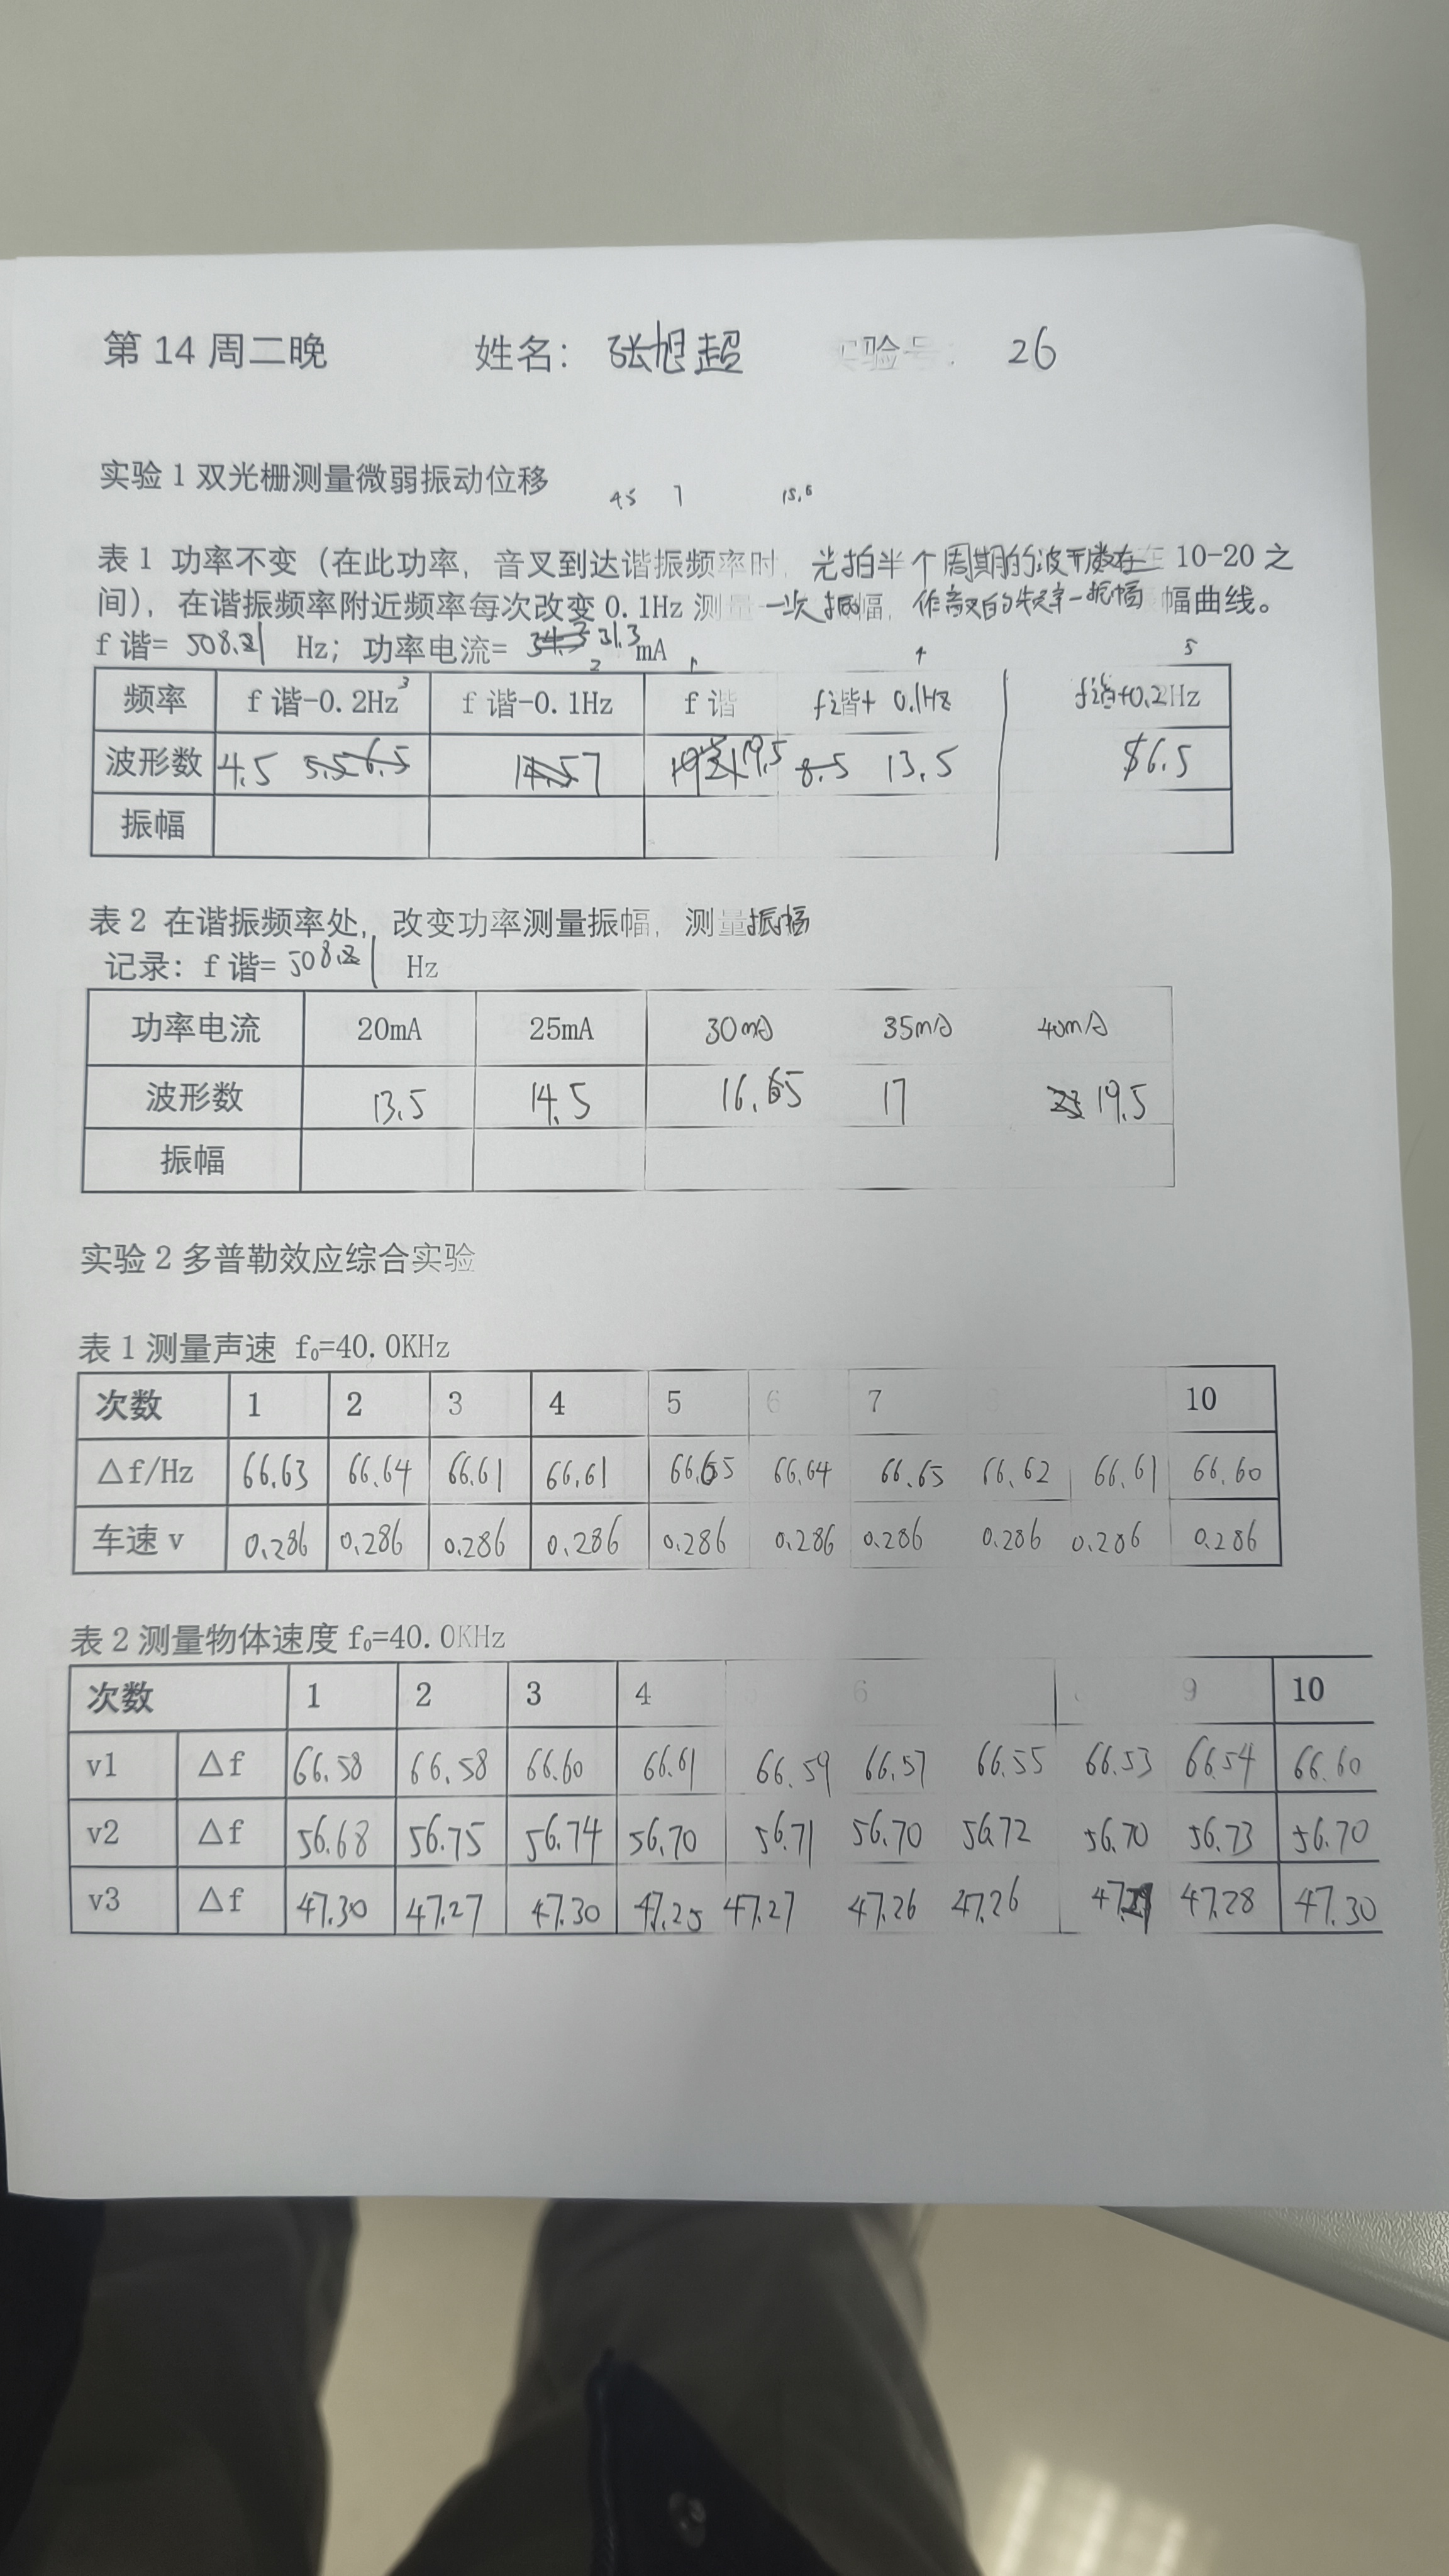 第 14 周二晚 姓名: 张旭超 实验号: 26
实验 1 双光栅测量微弱振动位移
4.5 7 15.6
表 1 功率不变（在此功率，音叉到达谐振频率时，光拍半个周期的波形数在 10-20 之
间），在谐振频率附近频率每次改变 0.1Hz 测量一次振幅，作音叉的频率-振幅曲线。
f 谐= 508.21 Hz; 功率电流= 31.3 mA
3 2 1 4 5
频率 f 谐-0.2Hz f 谐-0.1Hz f 谐 f谐+ 0.1Hz f谐+0.2Hz
波形数 4.5 7 19.5 13.5 6.5
振幅
表 2 在谐振频率处，改变功率测量振幅，测量振幅
记录: f 谐= 508.21 Hz
功率电流 20mA 25mA 30mA 35mA 40mA
波形数 13.5 14.5 16.5 17 19.5
振幅
实验 2 多普勒效应综合实验
表 1 测量声速 f₀=40.0KHz
次数 1 2 3 4 5 6 7 10
△f/Hz 66.63 66.64 66.61 66.61 66.65 66.64 66.65 66.62 66.61 66.60
车速 v 0.286 0.286 0.286 0.286 0.286 0.286 0.286 0.286 0.286 0.286
表 2 测量物体速度 f₀=40.0KHz
次数 1 2 3 4 6 9 10
v1 △f 66.58 66.58 66.60 66.61 66.59 66.57 66.55 66.53 66.54 66.60
v2 △f 56.68 56.75 56.74 56.70 56.71 56.70 56.72 56.70 56.73 56.70
v3 △f 47.30 47.27 47.30 47.25 47.27 47.26 47.26 47.28 47.30